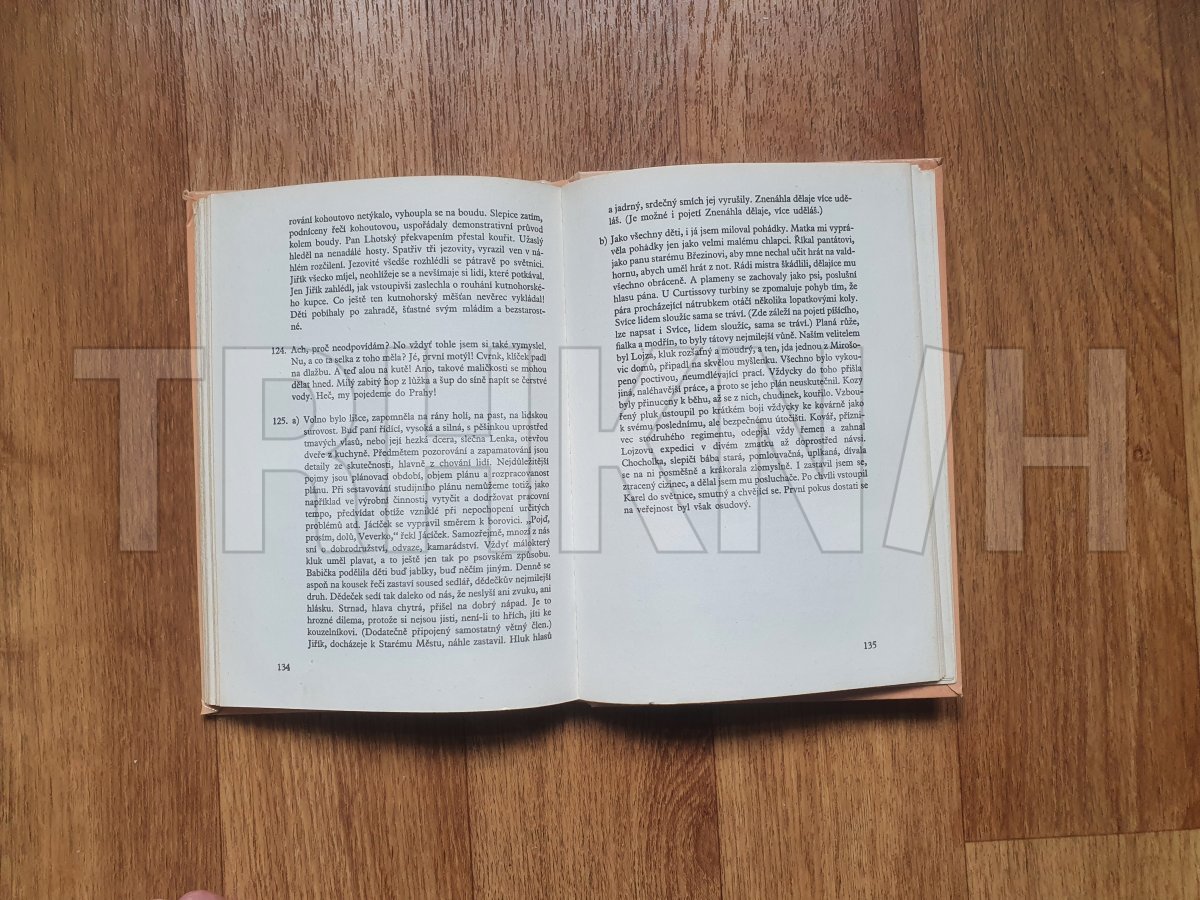 rování kohoutovo netýkalo, vyhoupla se na boudu. Slepice zatím,
podníceny řečí kohoutovou, uspořádaly demonstrativní průvod
kolem boudy. Pan Lhotský překvapením přestal kouřit. Užaslý
hleděl na nenadálé hosty. Spatřiv tři jezovity, vyrazil ven v ná-
hlém rozčilení. Jezovité všedše rozhlédli se pátravě po světnici.
Jiřík všecko míjel, neohlížeje se a nevšímaje si lidí, které potkával.
Jen Jiřík zahlédl, jak vstoupivši zaslechla o rouhání kutnohorské-
ho kupce. Co ještě ten kutnohorský měšťan nevěrec vykládal!
Děti pobíhaly po zahradě, šťastné svým mládím a bezstarost-
né.
124. Ach, proč neodpovídám? No vždyť tohle jsem si také vymyslel.
Nu, a co ta selka z toho měla? Jé, první motýl! Cvrnk, klíček padl
na dlažbu. A teď alou na kutě! Ano, takové maličkosti se mohou
dělat hned. Milý zabitý hop z lůžka a šup do síně napít se čerstvé
vody. Heč, my pojedeme do Prahy!
125. a) Volno bylo lišce, zapomněla na rány holí, na past, na lidskou
surovost. Buď paní řídící, vysoká a silná, s pěšinkou uprostřed
tmavých vlasů, nebo její hezká dcera, slečna Lenka, otevřou
dveře z kuchyně. Předmětem pozorování a zapamatování jsou
detaily ze skutečnosti, hlavně z chování lidí. Nejdůležitější
pojmy jsou plánovací období, objem plánu a rozpracovanost
plánu. Při sestavování studijního plánu nemůžeme totiž, jako
například ve výrobní činnosti, vytyčit a dodržovat pracovní
tempo, předvídat obtíže vzniklé při nepochopení určitých
problémů atd. Jácíček se vypravil směrem k borovici. „Pojď,
prosím, dolů, Veverko,“ řekl Jácíček. Samozřejmě, mnozí z nás
sní o dobrodružství, odvaze, kamarádství. Vždyť málokterý
kluk uměl plavat, a to ještě jen tak po psovském způsobu.
Babička podělila děti buď jablky, buď něčím jiným. Denně se
aspoň na kousek řeči zastaví soused sedlář, dědečkův nejmilejší
druh. Dědeček sedí tak daleko od nás, že neslyší ani zvuku, ani
hlásku. Strnad, hlava chytrá, přišel na dobrý nápad. Je to
hrozné dilema, protože si nejsou jisti, není-li to hřích, jíti ke
kouzelníkovi. (Dodatečně připojený samostatný větný člen.)
Jiřík, docházeje k Starému Městu, náhle zastavil. Hluk hlasů
134
a jadrný, srdečný smích jej vyrušily. Znenáhla dělaje více udě-
láš. (Je možné i pojetí Znenáhla dělaje, více uděláš.)
b) Jako všechny děti, i já jsem miloval pohádky. Matka mi vyprá-
věla pohádky jen jako velmi malému chlapci. Říkal pantátovi,
jako panu starému Březinovi, aby mne nechal učit hrát na vald-
hornu, abych uměl hrát z not. Rádi mistra škádlili, dělajíce mu
všechno obráceně. A plameny se zachovaly jako psi, poslušní
hlasu pána. U Curtissovy turbíny se zpomaluje pohyb tím, že
pára procházející nátrubkem otáčí několika lopatkovými koly.
Svíce lidem sloužíc sama se tráví. (Zde záleží na pojetí píšícího,
lze napsat i Svíce, lidem sloužíc, sama se tráví.) Planá růže,
fialka a modřín, to byly tátovy nejmilejší vůně. Naším velitelem
byl Lojza, kluk rozšafný a moudrý, a ten, jda jednou z Mirošo-
vic domů, připadl na skvělou myšlenku. Všechno bylo vykou-
peno poctivou, neumdlévající prací. Vždycky do toho přišla
jiná, naléhavější práce, a proto se jeho plán neuskutečnil. Kozy
byly přinuceny k běhu, až se z nich, chudinek, kouřilo. Vzbou-
řený pluk ustoupil po krátkém boji vždycky ke kovárně jako
k svému poslednímu, ale bezpečnému útočišti. Kovář, přízni-
vec stodruhého regimentu, odepjal vždy řemen a zahnal
Lojzovu expedici v divém zmatku až doprostřed návsi.
Chocholka, slepičí bába stará, pomlouvačná, uplkaná, dívala
se na ni posměšně a krákorala zlomyslně. I zastavil jsem se,
ztracený cizinec, a dělal jsem mu posluchače. Po chvíli vstoupil
Karel do světnice, smutný a chvějící se. První pokus dostati se
na veřejnost byl však osudový.
135
TRHKNI/H